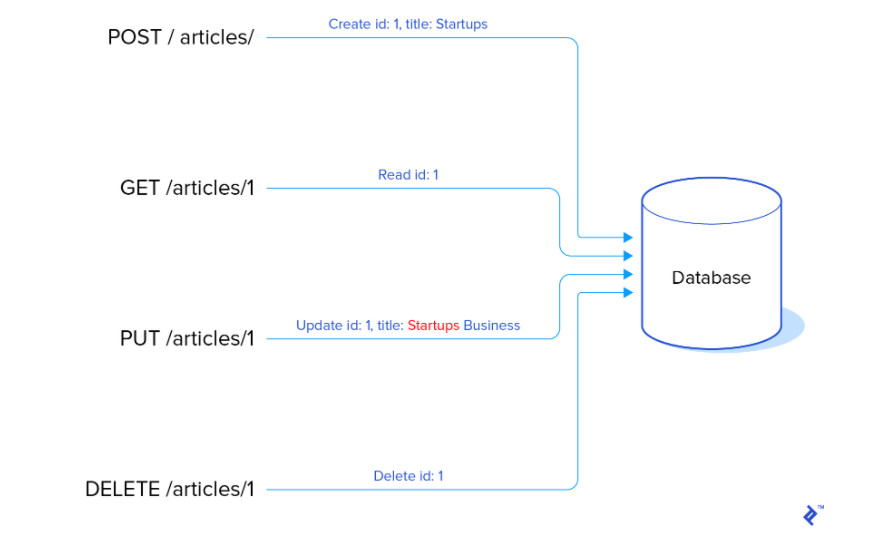 Create id: 1, title: Startups
POST / articles/
Read id: 1
GET /articles/1
Database
Update id: 1, title: Startups Business
PUT /articles/1
Delete id: 1
DELETE /articles/1
TM